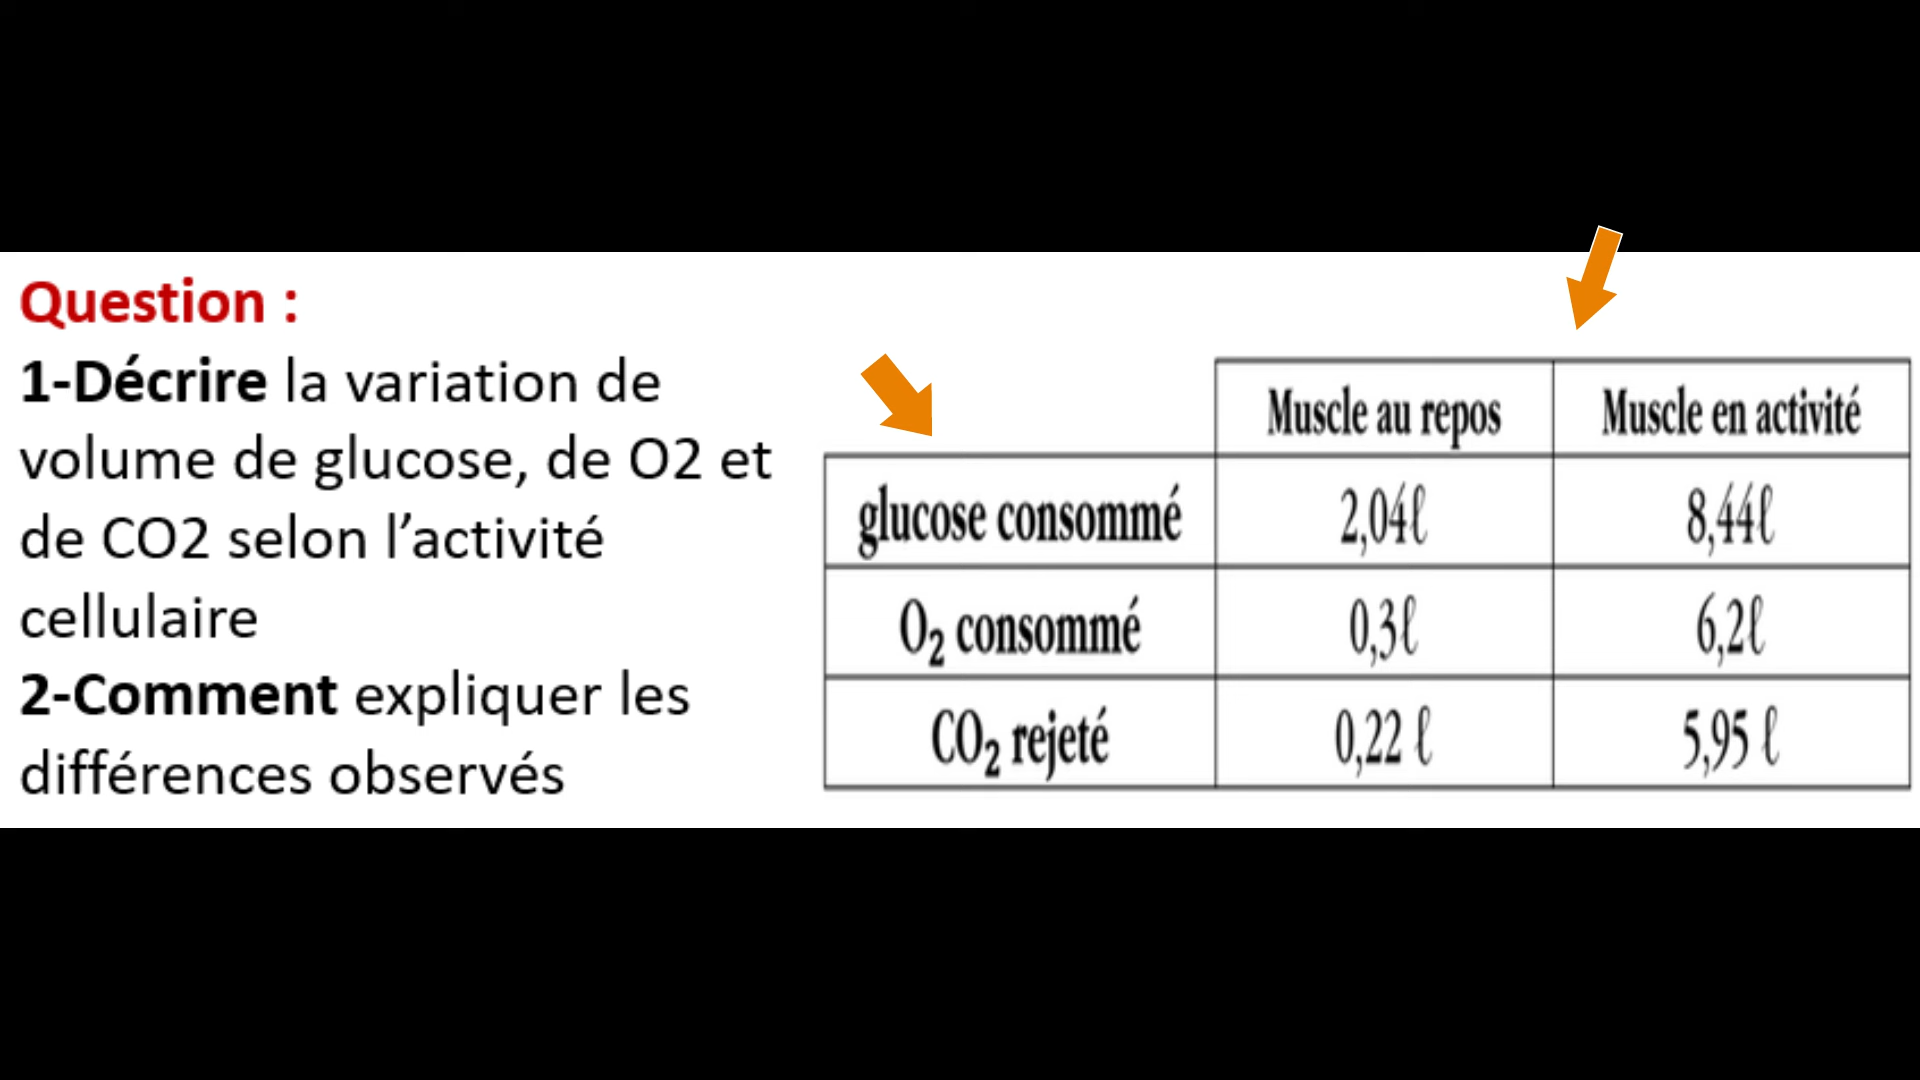 Question :
1-Décrire la variation de
volume de glucose, de O2 et
de CO2 selon l’activité
cellulaire
2-Comment expliquer les
différences observés
Muscle au repos Muscle en activité
glucose consommé 2,04ℓ 8,44ℓ
O₂ consommé 0,3ℓ 6,2ℓ
CO₂ rejeté 0,22 ℓ 5,95 ℓ